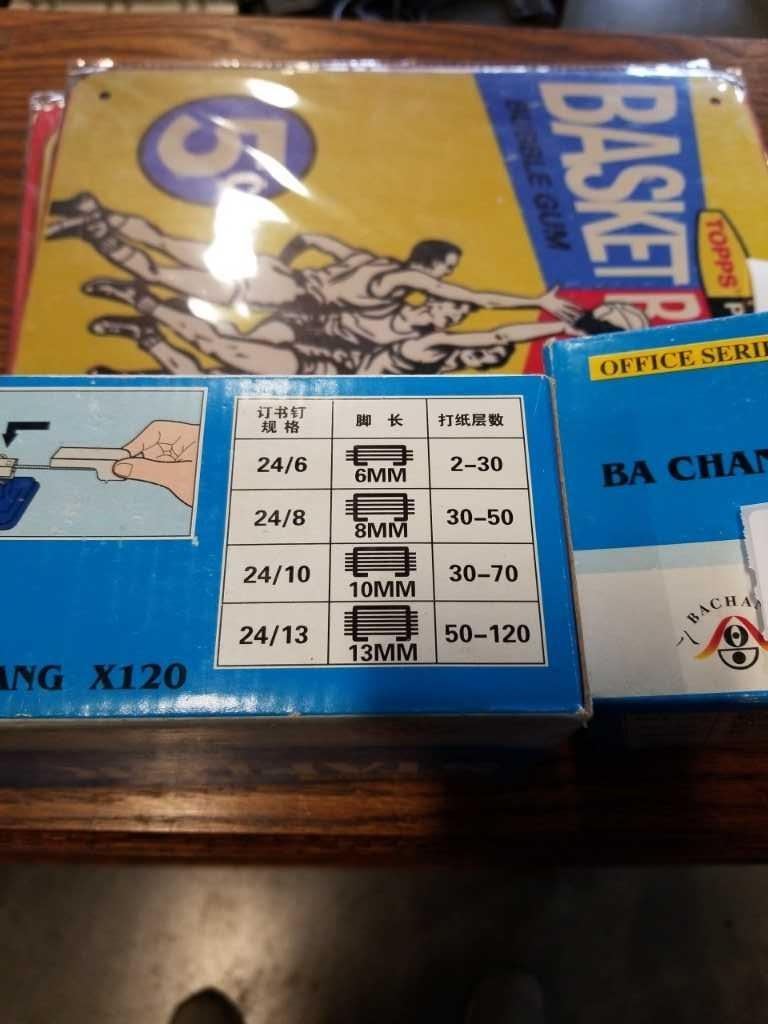 5¢
BASKET
BUBBLE GUM
TOPPS
OFFICE SERIE
BA CHAN
BACHAN
订书钉
规格
脚 长
打纸层数
24/6
6MM
2-30
24/8
8MM
30-50
24/10
10MM
30-70
24/13
13MM
50-120
ANG X120